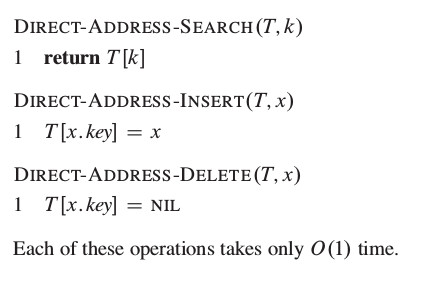 DIRECT-ADDRESS-SEARCH(T, k)
1 return T[k]
DIRECT-ADDRESS-INSERT(T, x)
1 T[x.key] = x
DIRECT-ADDRESS-DELETE(T, x)
1 T[x.key] = NIL
Each of these operations takes only O(1) time.